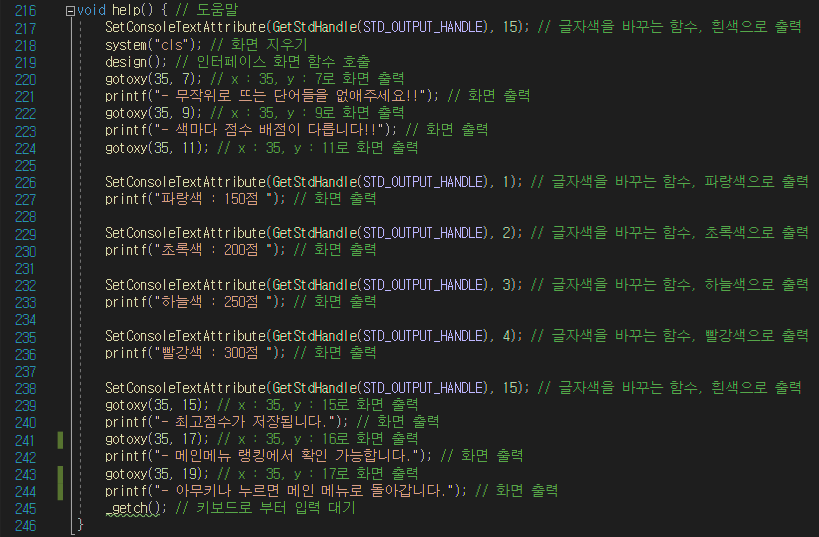 216 void help() { // 도움말
217 SetConsoleTextAttribute(GetStdHandle(STD_OUTPUT_HANDLE), 15); // 글자색을 바꾸는 함수, 흰색으로 출력
218 system("cls"); // 화면 지우기
219 design(); // 인터페이스 화면 함수 호출
220 gotoxy(35, 7); // x : 35, y : 7로 화면 출력
221 printf("- 무작위로 뜨는 단어들을 없애주세요!!"); // 화면 출력
222 gotoxy(35, 9); // x : 35, y : 9로 화면 출력
223 printf("- 색마다 점수 배점이 다릅니다!!"); // 화면 출력
224 gotoxy(35, 11); // x : 35, y : 11로 화면 출력
225
226 SetConsoleTextAttribute(GetStdHandle(STD_OUTPUT_HANDLE), 1); // 글자색을 바꾸는 함수, 파랑색으로 출력
227 printf("파랑색 : 150점 "); // 화면 출력
228
229 SetConsoleTextAttribute(GetStdHandle(STD_OUTPUT_HANDLE), 2); // 글자색을 바꾸는 함수, 초록색으로 출력
230 printf("초록색 : 200점 "); // 화면 출력
231
232 SetConsoleTextAttribute(GetStdHandle(STD_OUTPUT_HANDLE), 3); // 글자색을 바꾸는 함수, 하늘색으로 출력
233 printf("하늘색 : 250점 "); // 화면 출력
234
235 SetConsoleTextAttribute(GetStdHandle(STD_OUTPUT_HANDLE), 4); // 글자색을 바꾸는 함수, 빨강색으로 출력
236 printf("빨강색 : 300점 "); // 화면 출력
237
238 SetConsoleTextAttribute(GetStdHandle(STD_OUTPUT_HANDLE), 15); // 글자색을 바꾸는 함수, 흰색으로 출력
239 gotoxy(35, 15); // x : 35, y : 15로 화면 출력
240 printf("- 최고점수가 저장됩니다."); // 화면 출력
241 gotoxy(35, 17); // x : 35, y : 16로 화면 출력
242 printf("- 메인메뉴 랭킹에서 확인 가능합니다."); // 화면 출력
243 gotoxy(35, 19); // x : 35, y : 17로 화면 출력
244 printf("- 아무키나 누르면 메인 메뉴로 돌아갑니다."); // 화면 출력
245 _getch(); // 키보드로 부터 입력 대기
246 }